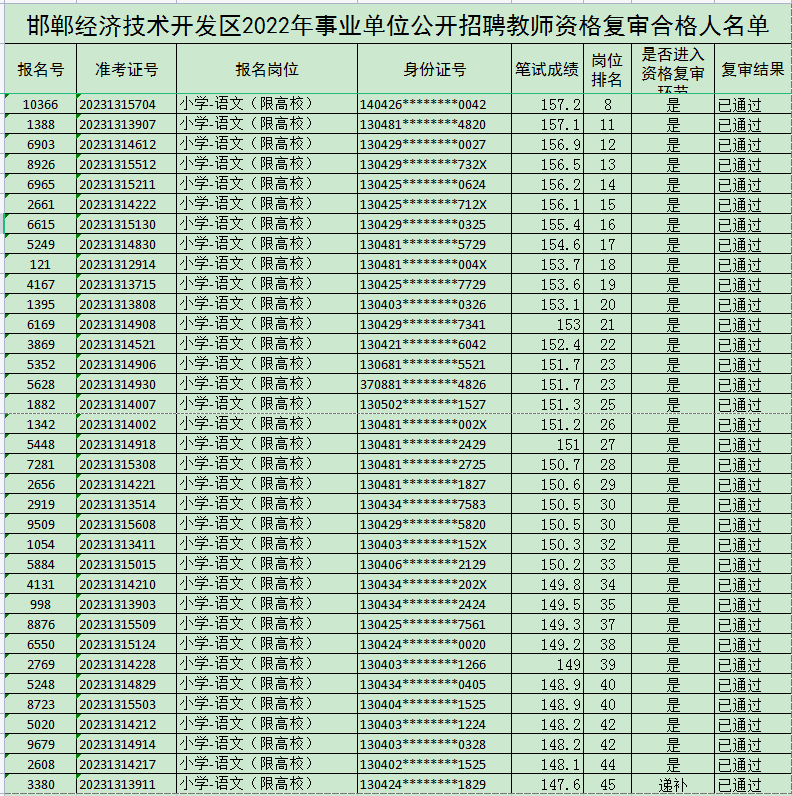 邯郸经济技术开发区2022年事业单位公开招聘教师资格复审合格人名单
报名号 准考证号 报名岗位 身份证号 笔试成绩 岗位排名 是否进入资格复审环节 复审结果
10366 20231315704 小学-语文（限高校） 140426********0042 157.2 8 是 已通过
1388 20231313907 小学-语文（限高校） 130481********4820 157.1 11 是 已通过
6903 20231314612 小学-语文（限高校） 130429********0027 156.9 12 是 已通过
8926 20231315512 小学-语文（限高校） 130429********732X 156.5 13 是 已通过
6965 20231315211 小学-语文（限高校） 130425********0624 156.2 14 是 已通过
2661 20231314222 小学-语文（限高校） 130425********712X 156.1 15 是 已通过
6615 20231315130 小学-语文（限高校） 130429********0325 155.4 16 是 已通过
5249 20231314830 小学-语文（限高校） 130481********5729 154.6 17 是 已通过
121 20231312914 小学-语文（限高校） 130481********004X 153.7 18 是 已通过
4167 20231313715 小学-语文（限高校） 130425********7729 153.6 19 是 已通过
1395 20231313808 小学-语文（限高校） 130403********0326 153.1 20 是 已通过
6169 20231314908 小学-语文（限高校） 130429********7341 153 21 是 已通过
3869 20231314521 小学-语文（限高校） 130421********6042 152.4 22 是 已通过
5352 20231314906 小学-语文（限高校） 130681********5521 151.7 23 是 已通过
5628 20231314930 小学-语文（限高校） 370881********4826 151.7 23 是 已通过
1882 20231314007 小学-语文（限高校） 130502********1527 151.3 25 是 已通过
1342 20231314002 小学-语文（限高校） 130481********002X 151.2 26 是 已通过
5448 20231314918 小学-语文（限高校） 130481********2429 151 27 是 已通过
7281 20231315308 小学-语文（限高校） 130481********2725 150.7 28 是 已通过
2656 20231314221 小学-语文（限高校） 130481********1827 150.6 29 是 已通过
2919 20231313514 小学-语文（限高校） 130434********7583 150.5 30 是 已通过
9509 20231315608 小学-语文（限高校） 130429********5820 150.5 30 是 已通过
1054 20231313411 小学-语文（限高校） 130403********152X 150.3 32 是 已通过
5884 20231315015 小学-语文（限高校） 130406********2129 150.2 33 是 已通过
4131 20231314210 小学-语文（限高校） 130434********202X 149.8 34 是 已通过
998 20231313903 小学-语文（限高校） 130434********2424 149.5 35 是 已通过
8876 20231315509 小学-语文（限高校） 130425********7561 149.3 37 是 已通过
6550 20231315124 小学-语文（限高校） 130424********0020 149.2 38 是 已通过
2769 20231314228 小学-语文（限高校） 130403********1266 149 39 是 已通过
5248 20231314829 小学-语文（限高校） 130434********0405 148.9 40 是 已通过
8723 20231315503 小学-语文（限高校） 130404********1525 148.9 40 是 已通过
5020 20231314212 小学-语文（限高校） 130403********1224 148.2 42 是 已通过
9679 20231314914 小学-语文（限高校） 130403********0328 148.2 42 是 已通过
2608 20231314217 小学-语文（限高校） 130402********1525 148.1 44 是 已通过
3380 20231313911 小学-语文（限高校） 130424********1829 147.6 45 递补 已通过